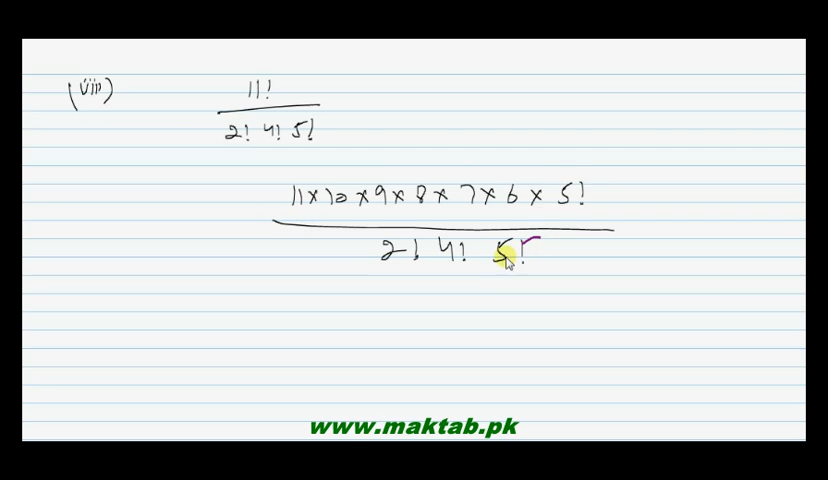 (viii) 11!
2! 4! 5!
11 × 10 × 9 × 8 × 7 × 6 × 5!
2! 4! 5!
www.maktab.pk